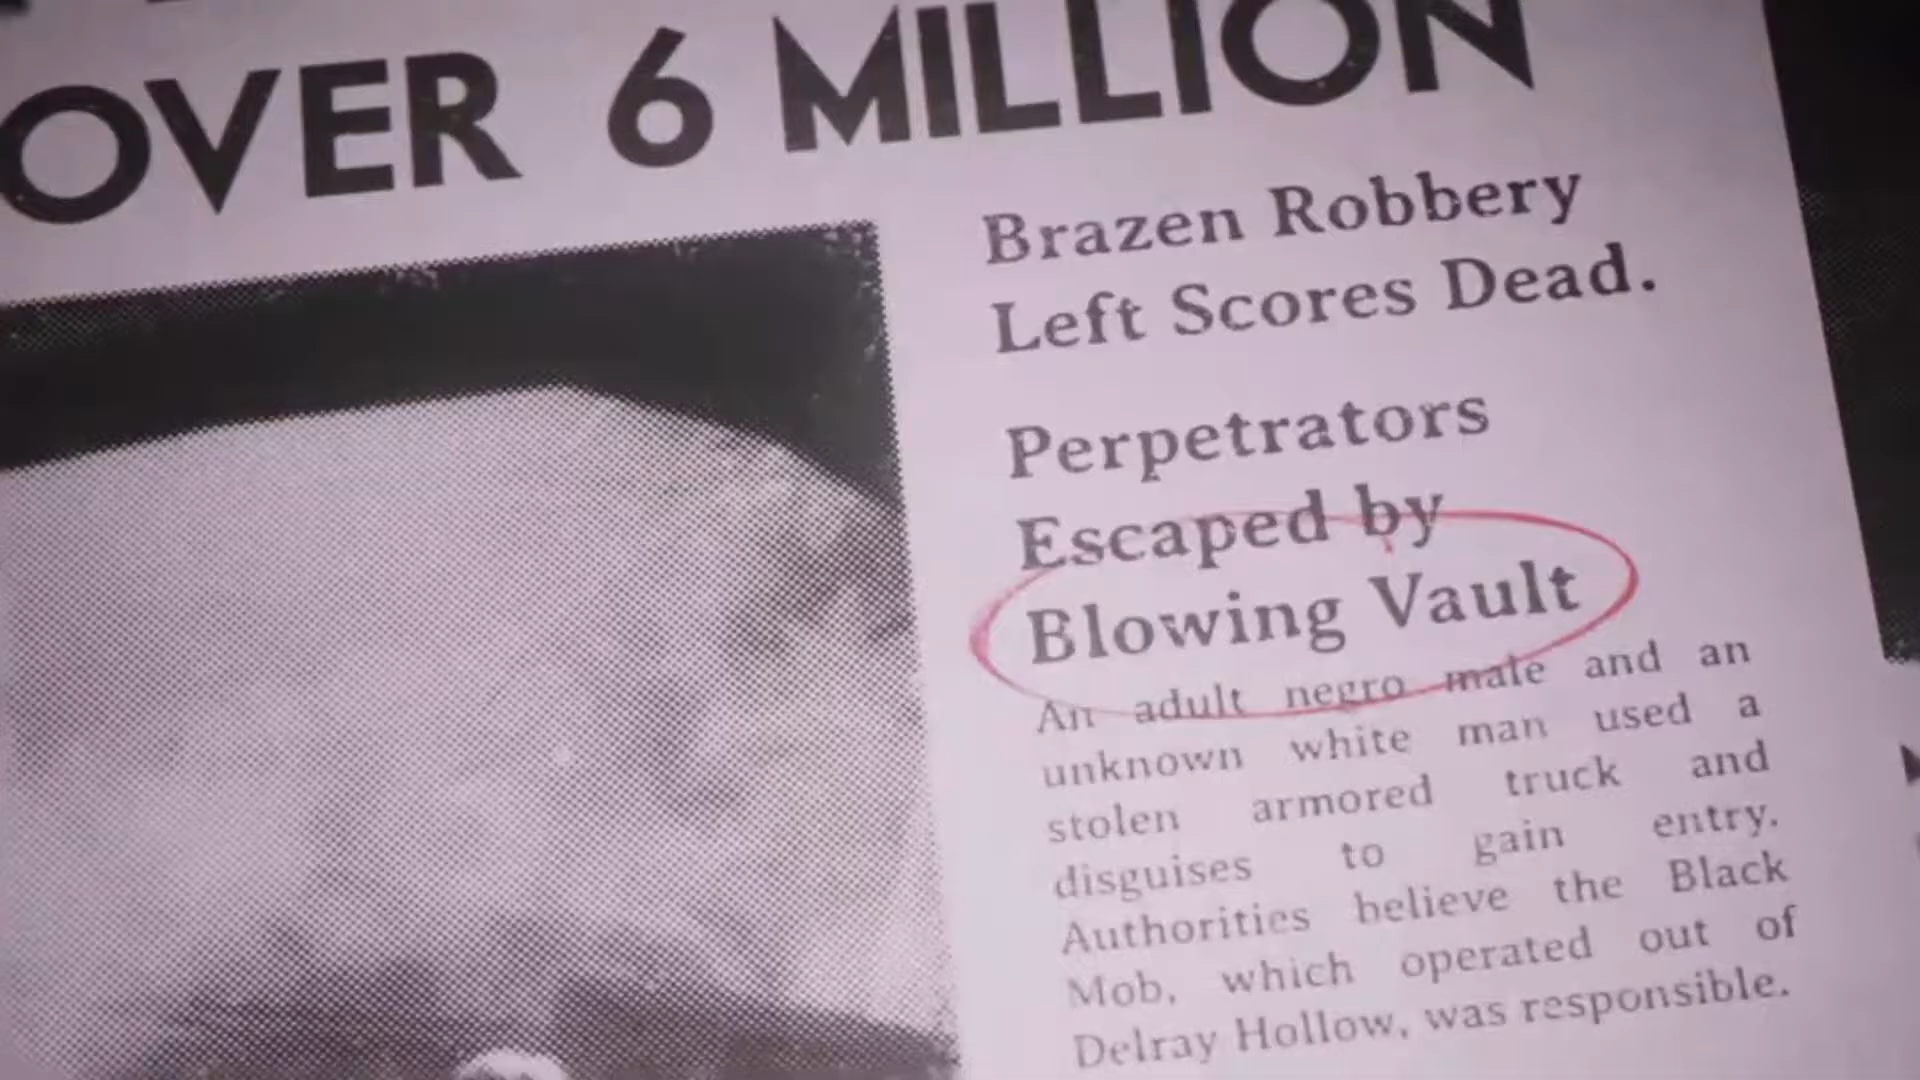 OVER 6 MILLION
Brazen Robbery
Left Scores Dead.
Perpetrators
Escaped by
Blowing Vault
An adult negro male and an
unknown white man used a
stolen armored truck and
disguises to gain entry.
Authorities believe the Black
Mob, which operated out of
Delray Hollow, was responsible.